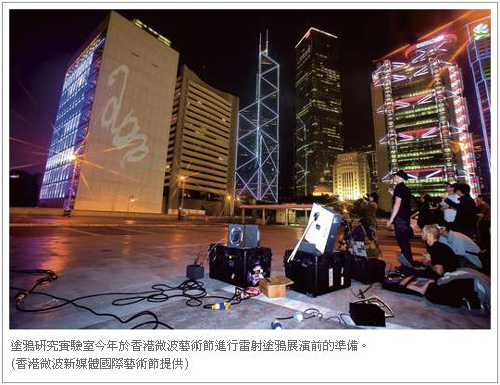 塗鴉研究實驗室今年於香港微波藝術節進行雷射塗鴉展演前的準備。
(香港微波新媒體國際藝術節提供)